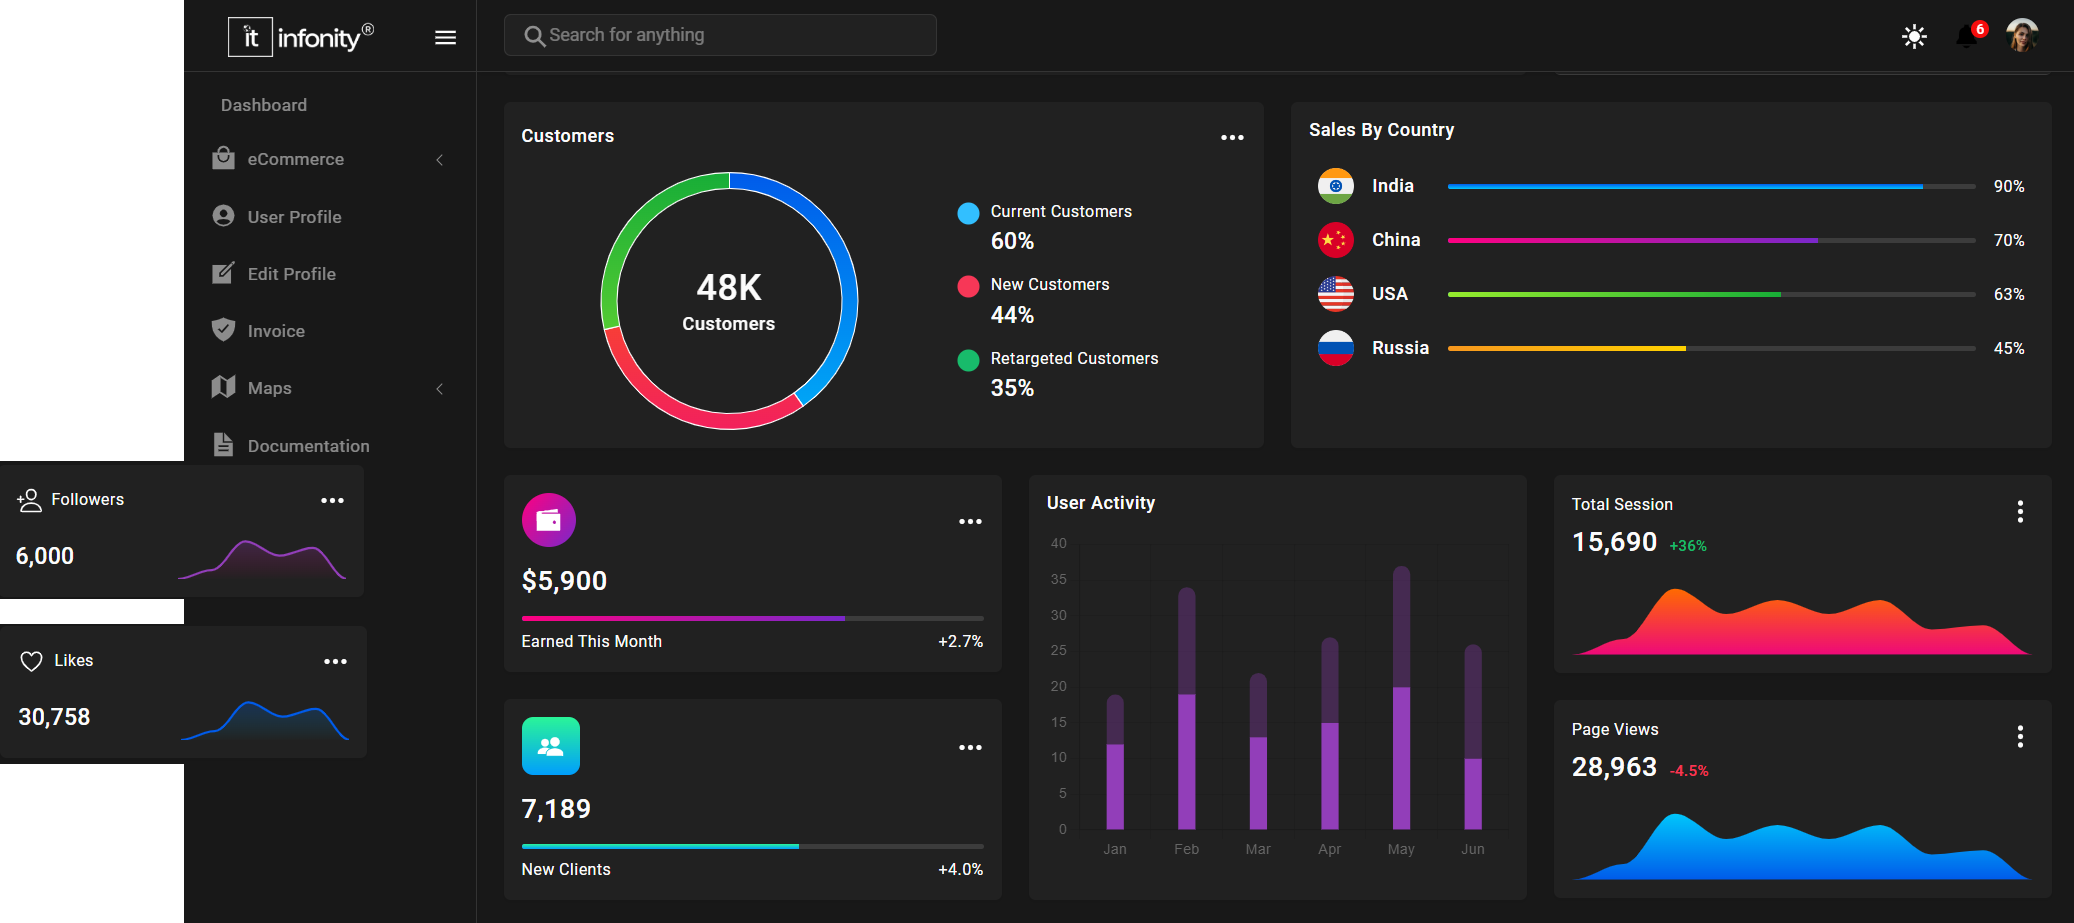 it infonity®
Search for anything
6
Dashboard
eCommerce
User Profile
Edit Profile
Invoice
Maps
Documentation
Followers
6,000
Likes
30,758
Customers
48K
Customers
Current Customers
60%
New Customers
44%
Retargeted Customers
35%
Sales By Country
India 90%
China 70%
USA 63%
Russia 45%
$5,900
Earned This Month +2.7%
7,189
New Clients +4.0%
User Activity
40
35
30
25
20
15
10
5
0
Jan Feb Mar Apr May Jun
Total Session
15,690 +36%
Page Views
28,963 -4.5%